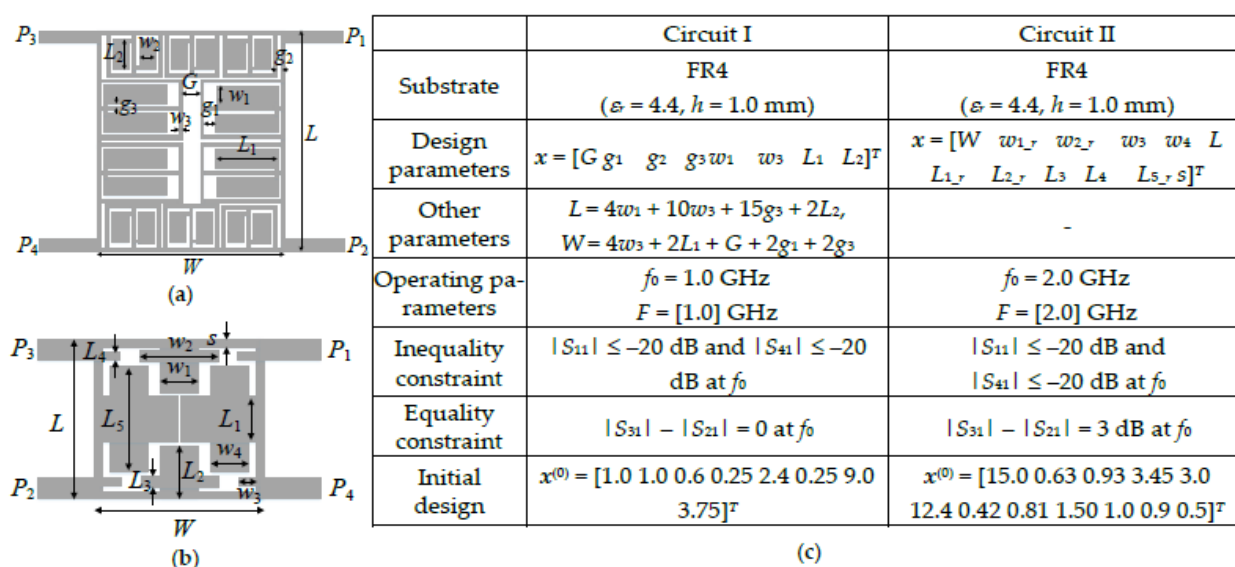 P3
P1
w2
L2
g2
G
g3
w1
g1
w3
L
L1
P4
P2
W
(a)
P3
P1
s
L4
w2
w1
L
L5
L1
w4
L3
L2
w3
P2
P4
W
(b)
Circuit I
Circuit II
Substrate
FR4
(εr = 4.4, h = 1.0 mm)
FR4
(εr = 4.4, h = 1.0 mm)
Design
parameters
x = [G g1 g2 g3 w1 w3 L1 L2]T
x = [W w1_r w2_r w3 w4 L
L1_r L2_r L3 L4 L5_r s]T
Other
parameters
L = 4w1 + 10w3 + 15g3 + 2L2,
W = 4w3 + 2L1 + G + 2g1 + 2g3
-
Operating pa-
rameters
f0 = 1.0 GHz
F = [1.0] GHz
f0 = 2.0 GHz
F = [2.0] GHz
Inequality
constraint
|S11| ≤ –20 dB and |S41| ≤ –20
dB at f0
|S11| ≤ –20 dB and
|S41| ≤ –20 dB at f0
Equality
constraint
|S31| – |S21| = 0 at f0
|S31| – |S21| = 3 dB at f0
Initial
design
x(0) = [1.0 1.0 0.6 0.25 2.4 0.25 9.0
3.75]T
x(0) = [15.0 0.63 0.93 3.45 3.0
12.4 0.42 0.81 1.50 1.0 0.9 0.5]T
(c)